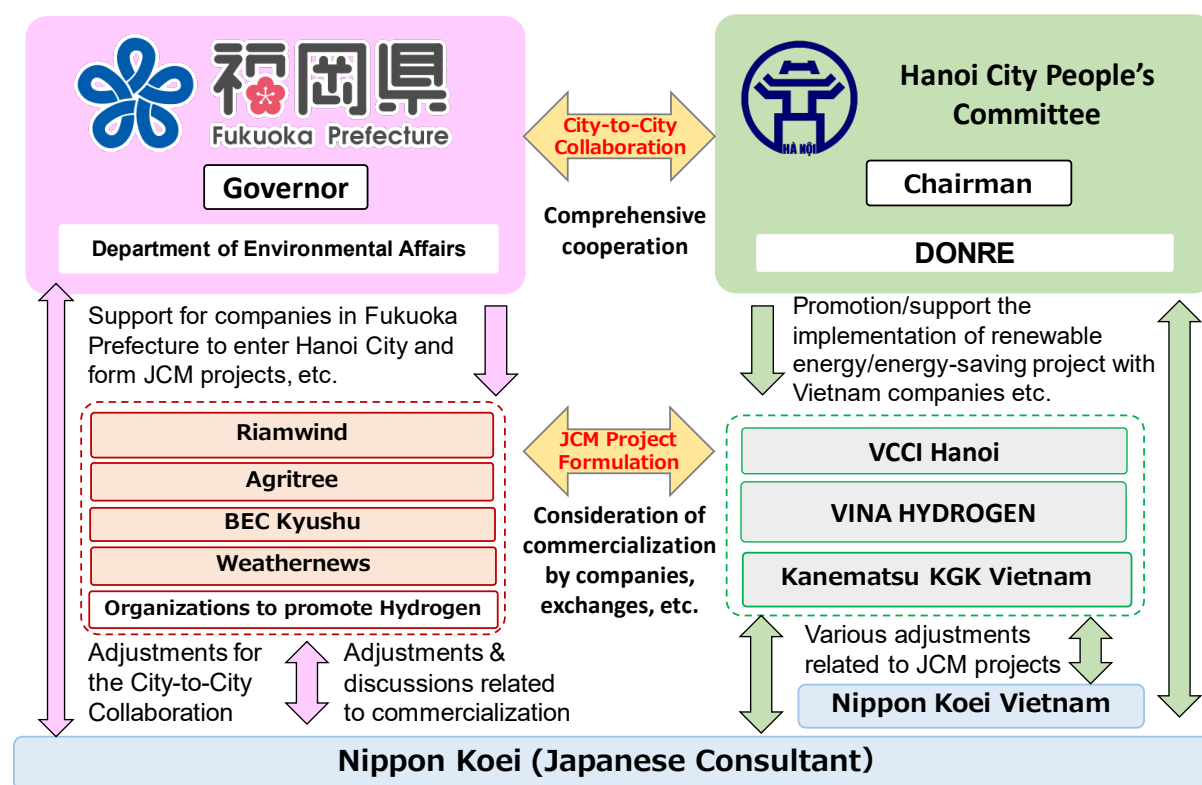 福岡県
Fukuoka Prefecture
Governor
Department of Environmental Affairs
City-to-City
Collaboration
Comprehensive
cooperation
HÀ NỘI
Hanoi City People's
Committee
Chairman
DONRE
Support for companies in Fukuoka
Prefecture to enter Hanoi City and
form JCM projects, etc.
Promotion/support the
implementation of renewable
energy/energy-saving project with
Vietnam companies etc.
Riamwind
Agritree
BEC Kyushu
Weathernews
Organizations to promote Hydrogen
JCM Project
Formulation
Consideration of
commercialization
by companies,
exchanges, etc.
VCCI Hanoi
VINA HYDROGEN
Kanematsu KGK Vietnam
Adjustments for
the City-to-City
Collaboration
Adjustments &
discussions related
to commercialization
Various adjustments
related to JCM projects
Nippon Koei Vietnam
Nippon Koei (Japanese Consultant）